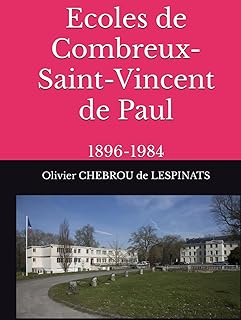 Ecoles de
Combreux-
Saint-Vincent
de Paul
1896-1984
Olivier CHEBROU de LESPINATS